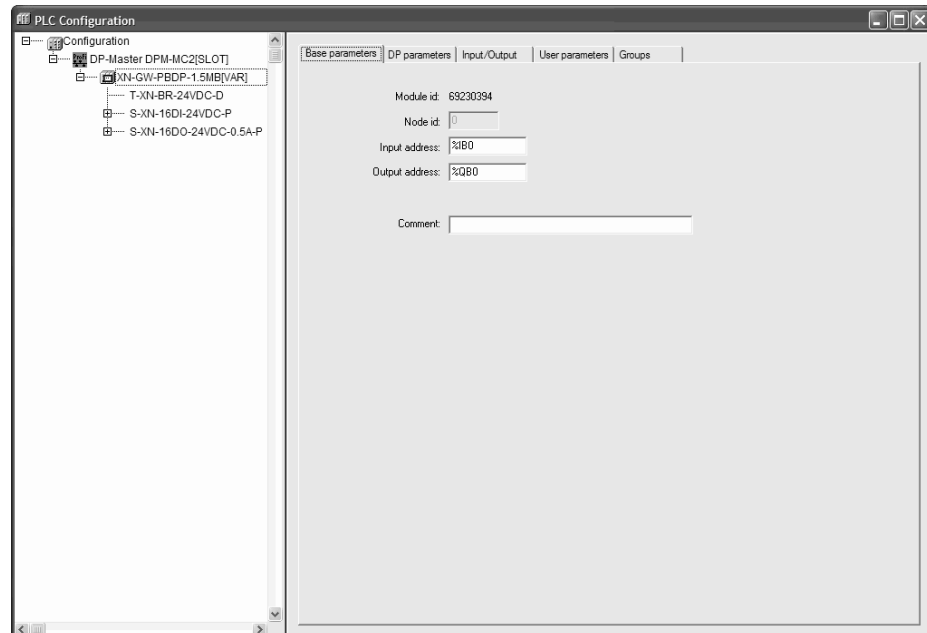 PLC Configuration
Configuration
DP-Master DPM-MC2[SLOT]
XN-GW-PBDP-1.5MB[VAR]
T-XN-BR-24VDC-D
S-XN-16DI-24VDC-P
S-XN-16DO-24VDC-0.5A-P
Base parameters DP parameters Input/Output User parameters Groups
Module id: 69230394
Node id: 0
Input address: %IB0
Output address: %QB0
Comment: